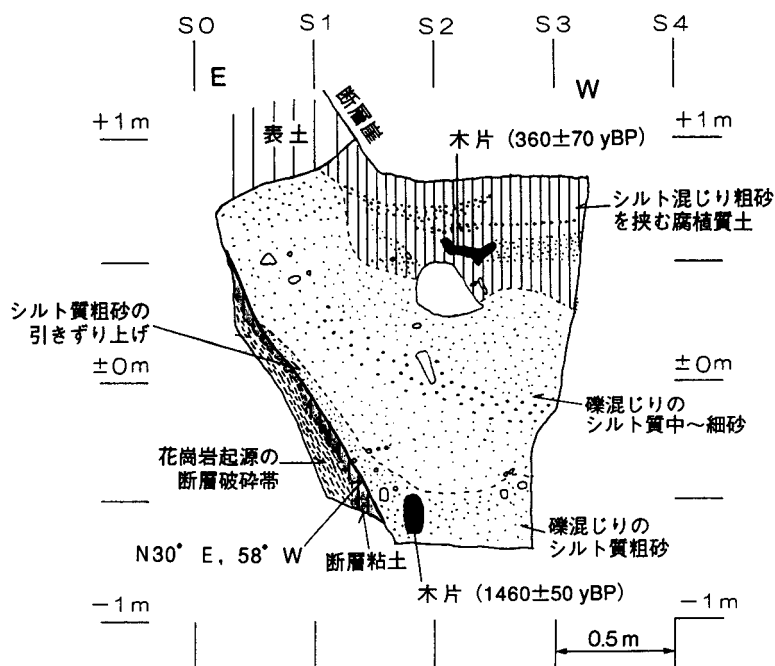 S0 S1 S2 S3 S4
E W
+1m +1m
表土
断層崖
木片 (360±70 yBP)
シルト混じり粗砂
を挟む腐植質土
シルト質粗砂の
引きずり上げ
±0m ±0m
礫混じりの
シルト質中~細砂
花崗岩起源の
断層破砕帯
礫混じりの
シルト質粗砂
N30° E, 58° W
断層粘土
木片 (1460±50 yBP)
−1m −1m
0.5m